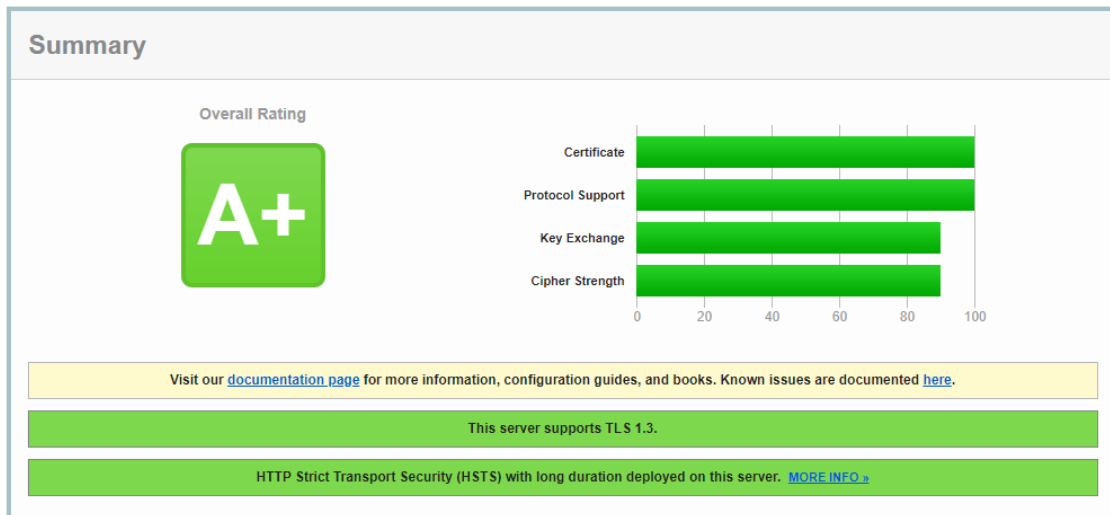 Summary
Overall Rating
A+
Certificate
Protocol Support
Key Exchange
Cipher Strength
0 20 40 60 80 100
Visit our documentation page for more information, configuration guides, and books. Known issues are documented here.
This server supports TLS 1.3.
HTTP Strict Transport Security (HSTS) with long duration deployed on this server. MORE INFO »